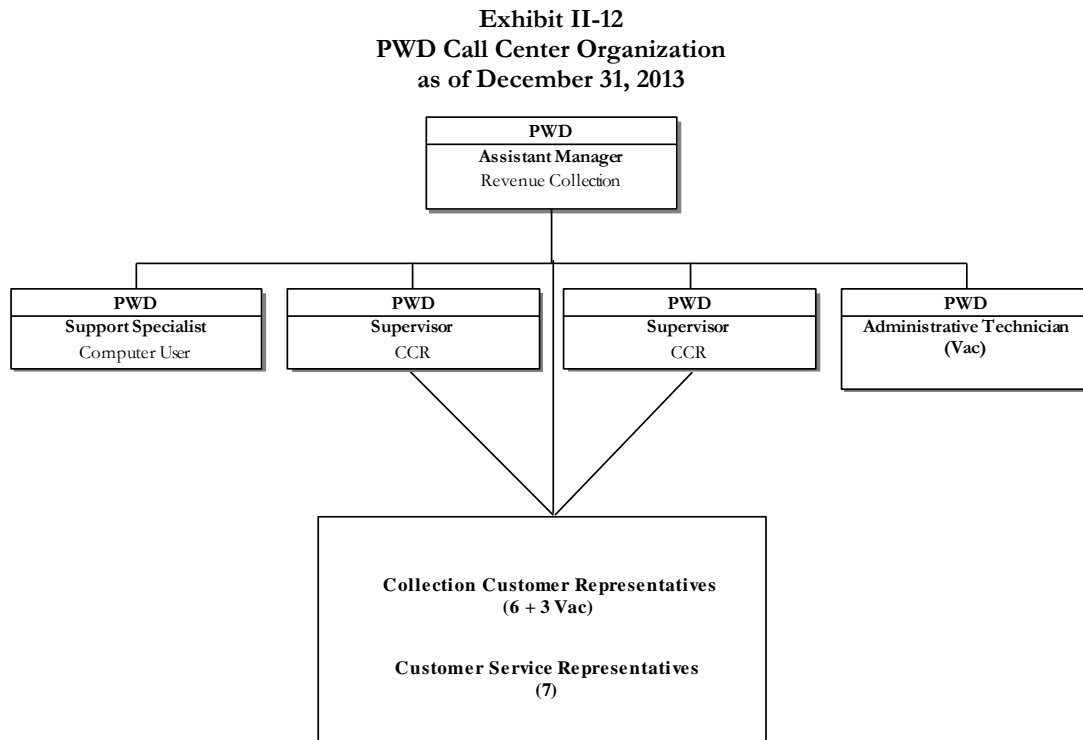 Exhibit II-12
PWD Call Center Organization
as of December 31, 2013
PWD
Assistant Manager
Revenue Collection
PWD
Support Specialist
Computer User
PWD
Supervisor
CCR
PWD
Supervisor
CCR
PWD
Administrative Technician
(Vac)
Collection Customer Representatives
(6 + 3 Vac)
Customer Service Representatives
(7)